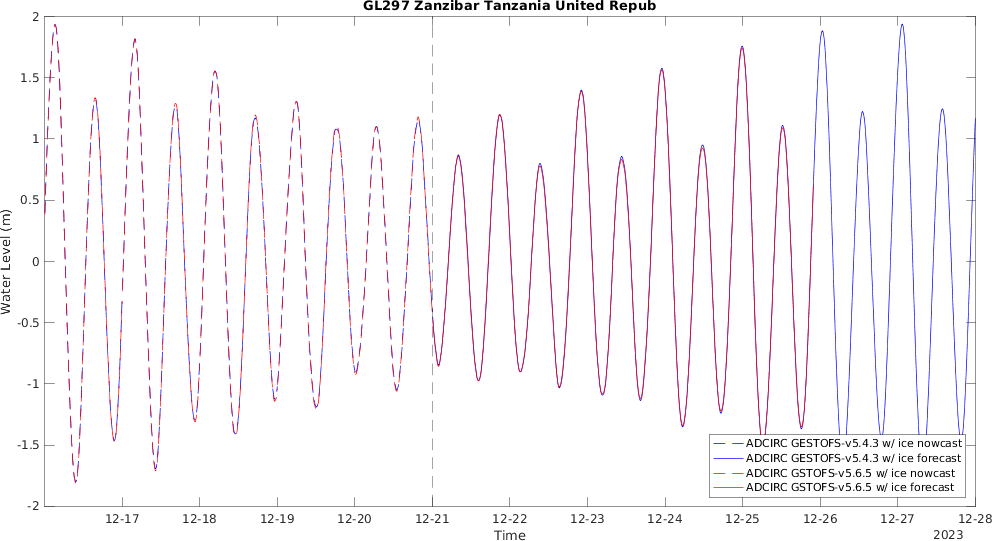 GL297 Zanzibar Tanzania United Repub
2
1.5
1
0.5
0
-0.5
-1
-1.5
-2
Water Level (m)
ADCIRC GESTOFS-v5.4.3 w/ ice nowcast
ADCIRC GESTOFS-v5.4.3 w/ ice forecast
ADCIRC GSTOFS-v5.6.5 w/ ice nowcast
ADCIRC GSTOFS-v5.6.5 w/ ice forecast
12-17 12-18 12-19 12-20 12-21 12-22 12-23 12-24 12-25 12-26 12-27 12-28
Time
2023